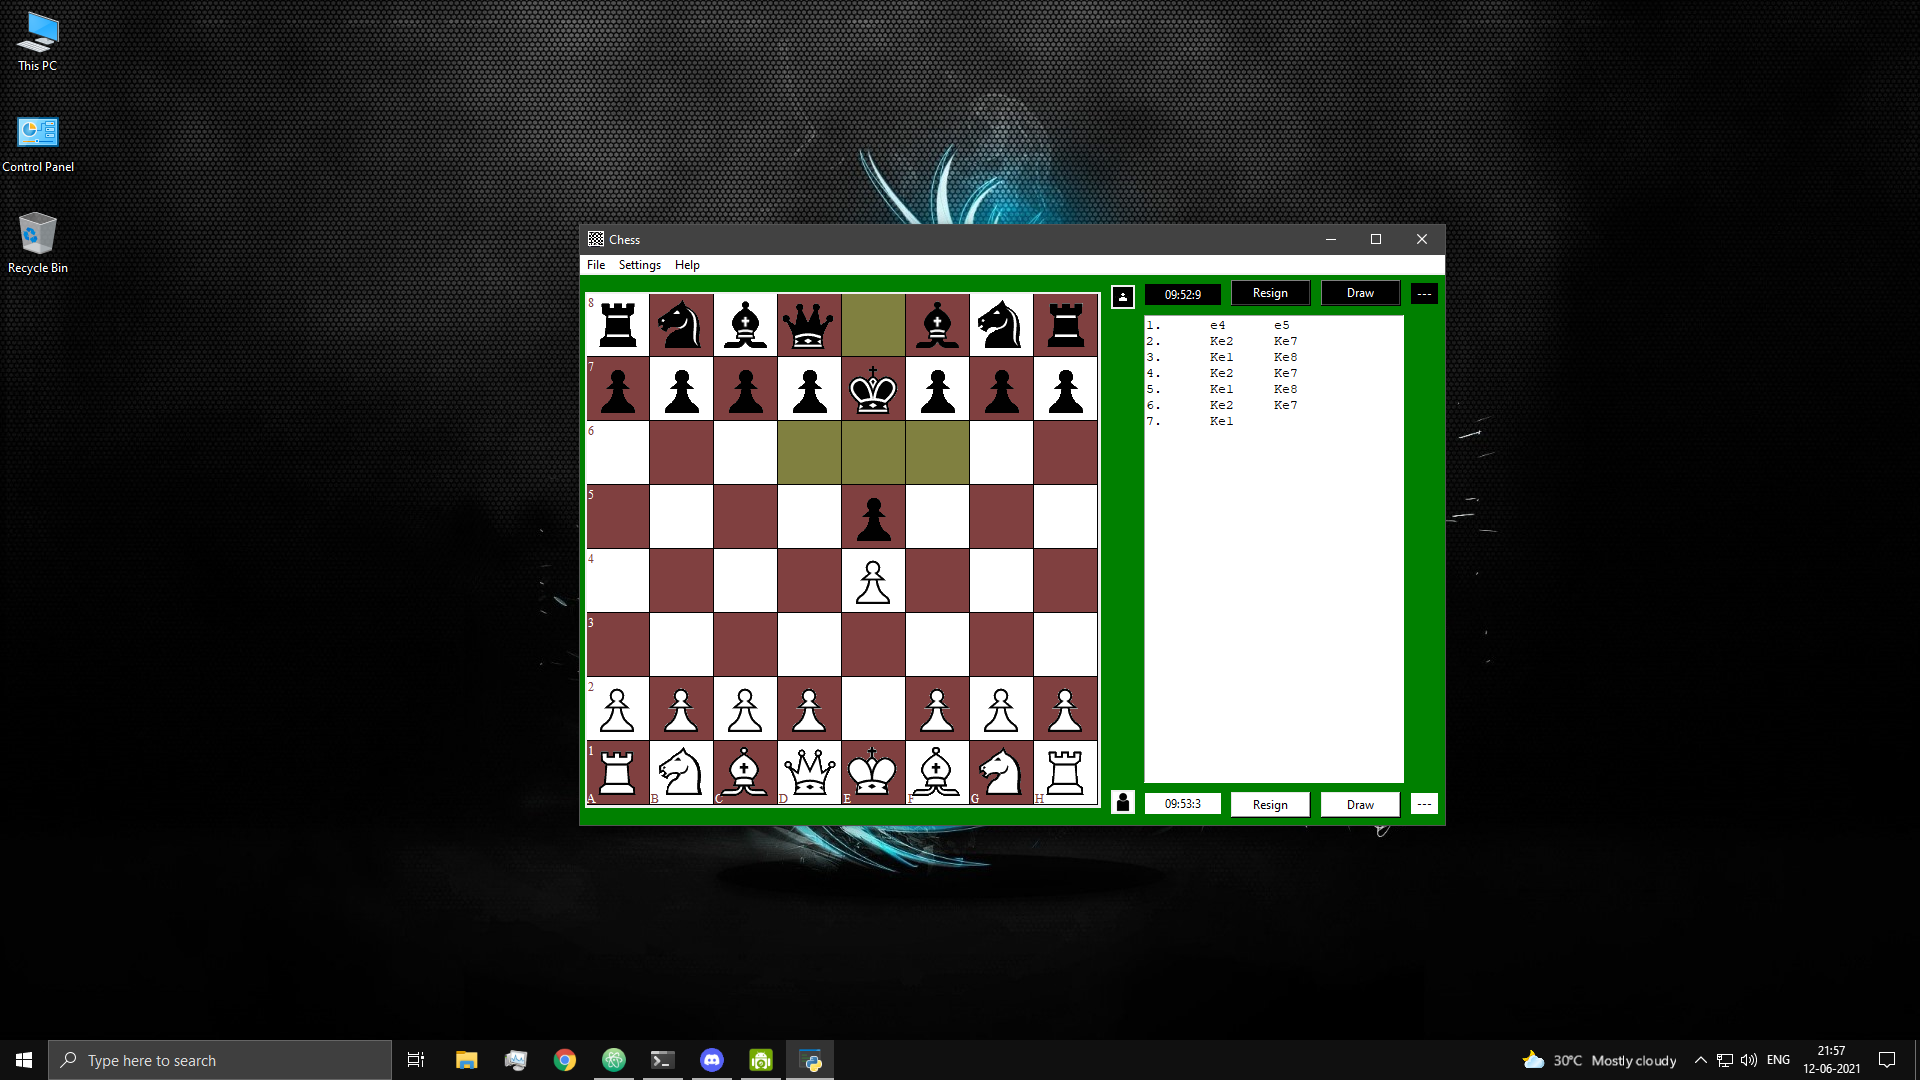 This PC
Control Panel
Recycle Bin
Chess
File Settings Help
09:52:9 Resign Draw ---
1. e4 e5
2. Ke2 Ke7
3. Ke1 Ke8
4. Ke2 Ke7
5. Ke1 Ke8
6. Ke2 Ke7
7. Ke1
8
7
6
5
4
3
2
1
A B C D E F G H
09:53:3 Resign Draw ---
Type here to search
30°C Mostly cloudy
ENG
21:57
12-06-2021